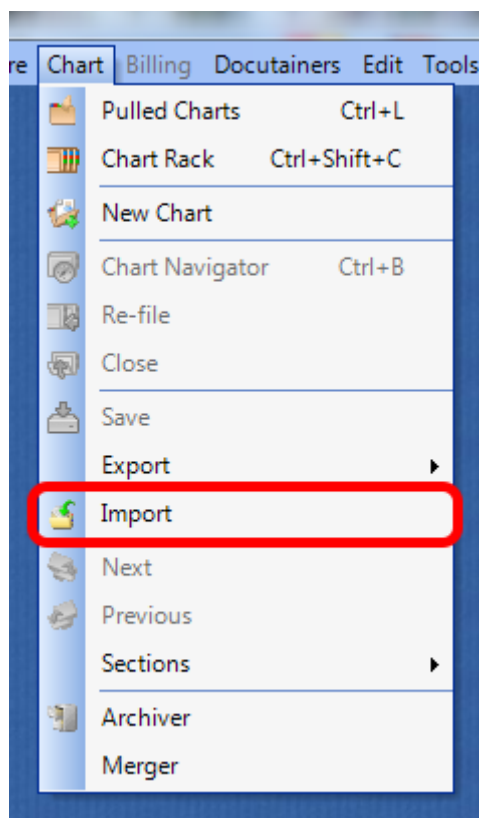 re Chart Billing Docutainers Edit Tools
Pulled Charts Ctrl+L
Chart Rack Ctrl+Shift+C
New Chart
Chart Navigator Ctrl+B
Re-file
Close
Save
Export
Import
Next
Previous
Sections
Archiver
Merger